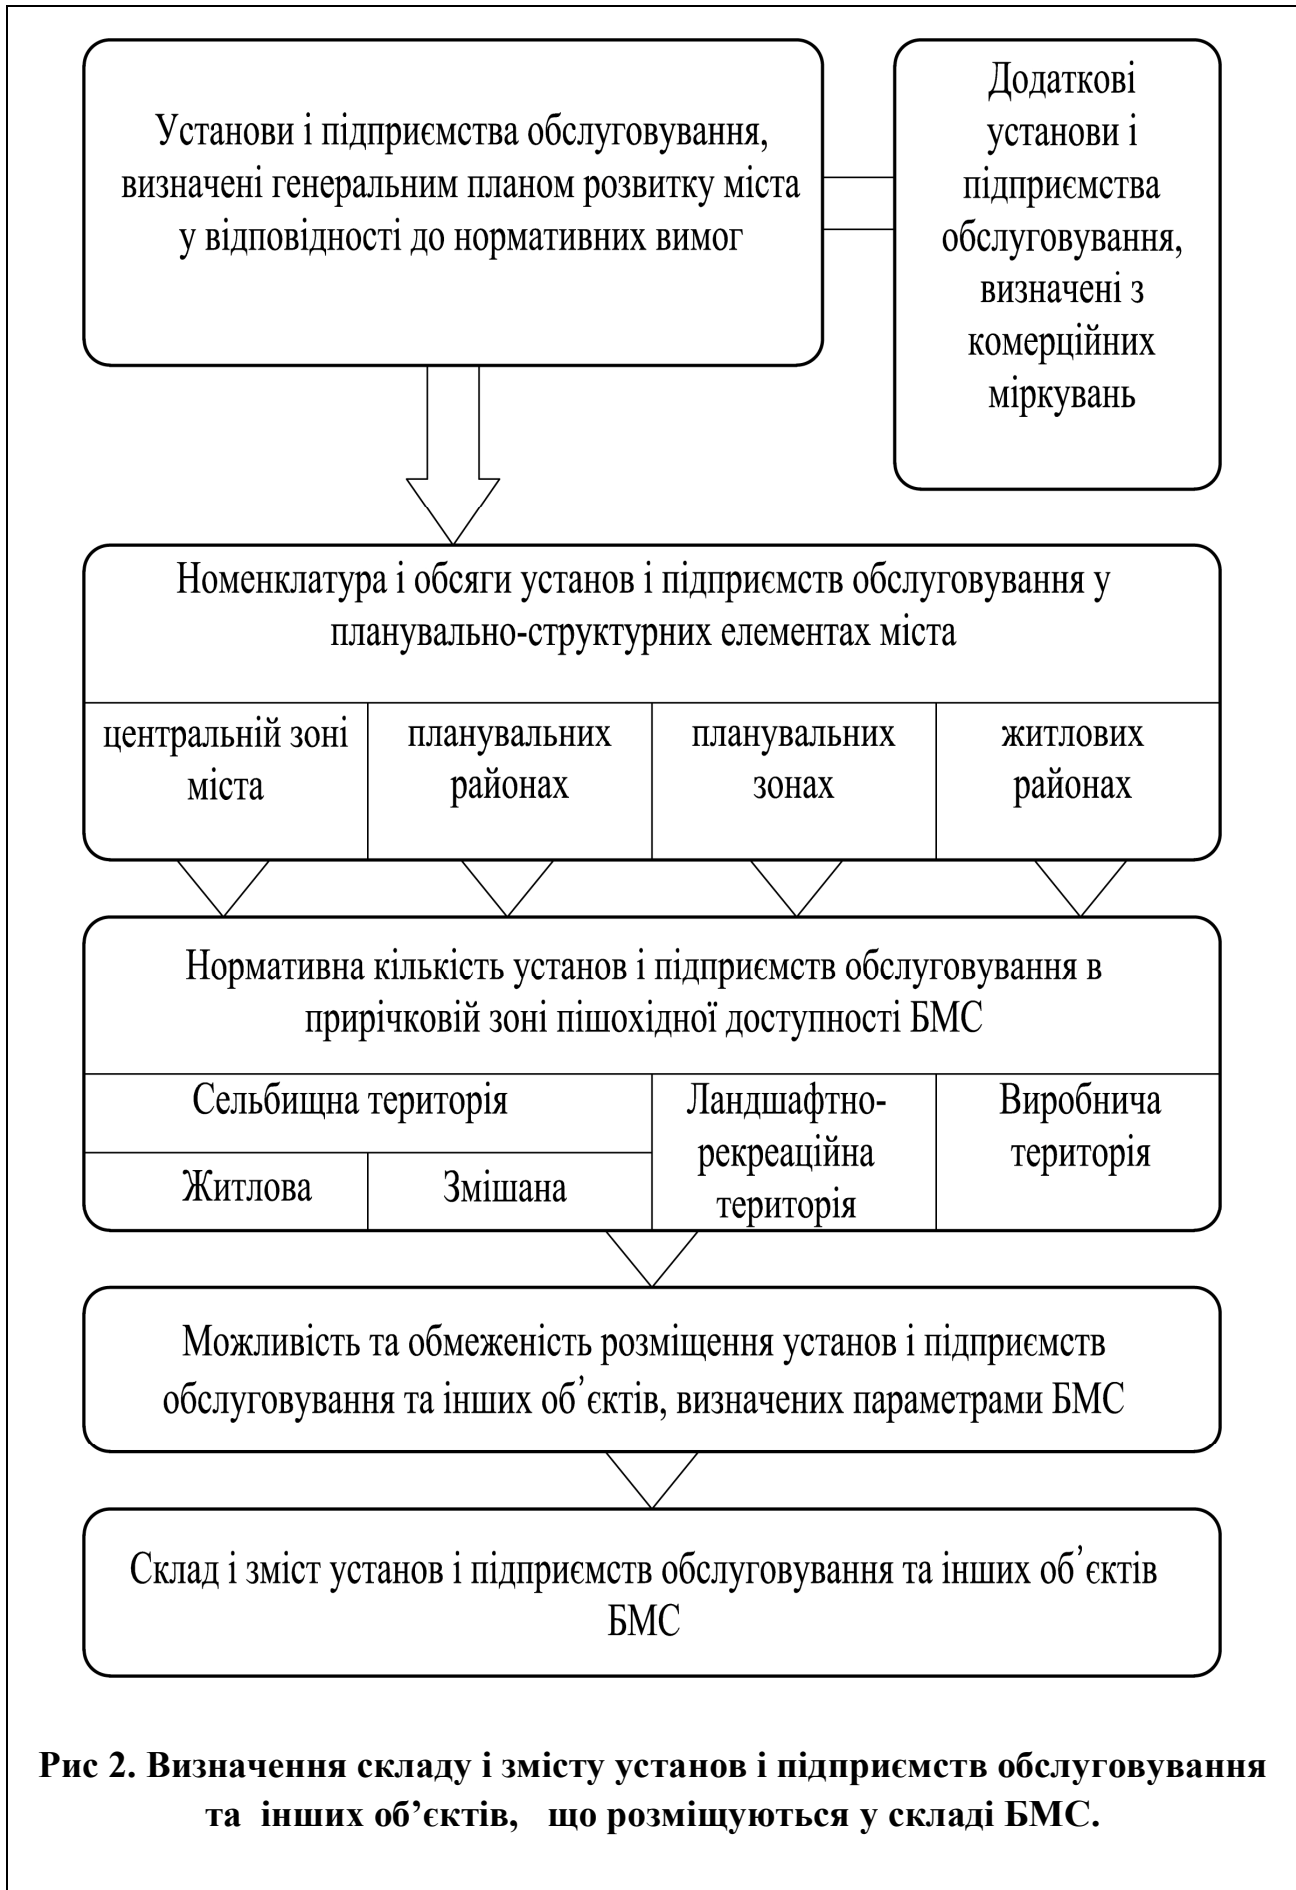 Установи і підприємства обслуговування,
визначені генеральним планом розвитку міста
у відповідності до нормативних вимог
Додаткові
установи і
підприємства
обслуговування,
визначені з
комерційних
міркувань
Номенклатура і обсяги установ і підприємств обслуговування у
планувально-структурних елементах міста
центральній зоні
міста
планувальних
районах
планувальних
зонах
житлових
районах
Нормативна кількість установ і підприємств обслуговування в
прирічковій зоні пішохідної доступності БМС
Сельбищна територія
Житлова
Змішана
Ландшафтно-
рекреаційна
територія
Виробнича
територія
Можливість та обмеженість розміщення установ і підприємств
обслуговування та інших об’єктів, визначених параметрами БМС
Склад і зміст установ і підприємств обслуговування та інших об’єктів
БМС
Рис 2. Визначення складу і змісту установ і підприємств обслуговування
та інших об’єктів, що розміщуються у складі БМС.